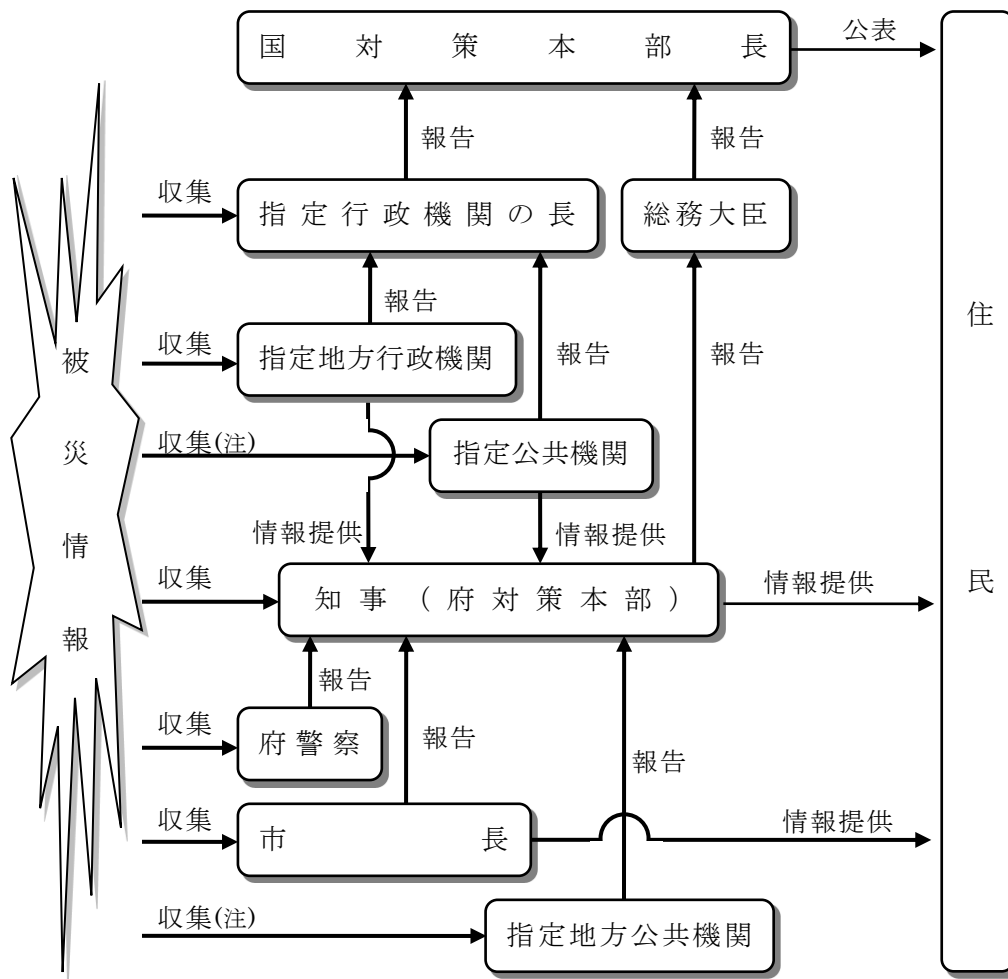 国対策本部長
公表
報告
報告
収集
指定行政機関の長
総務大臣
報告
収集
指定地方行政機関
報告
報告
収集(注)
指定公共機関
情報提供
情報提供
収集
知事(府対策本部)
情報提供
報告
収集
府警察
報告
報告
収集
市長
情報提供
収集(注)
指定地方公共機関
被災情報
住民